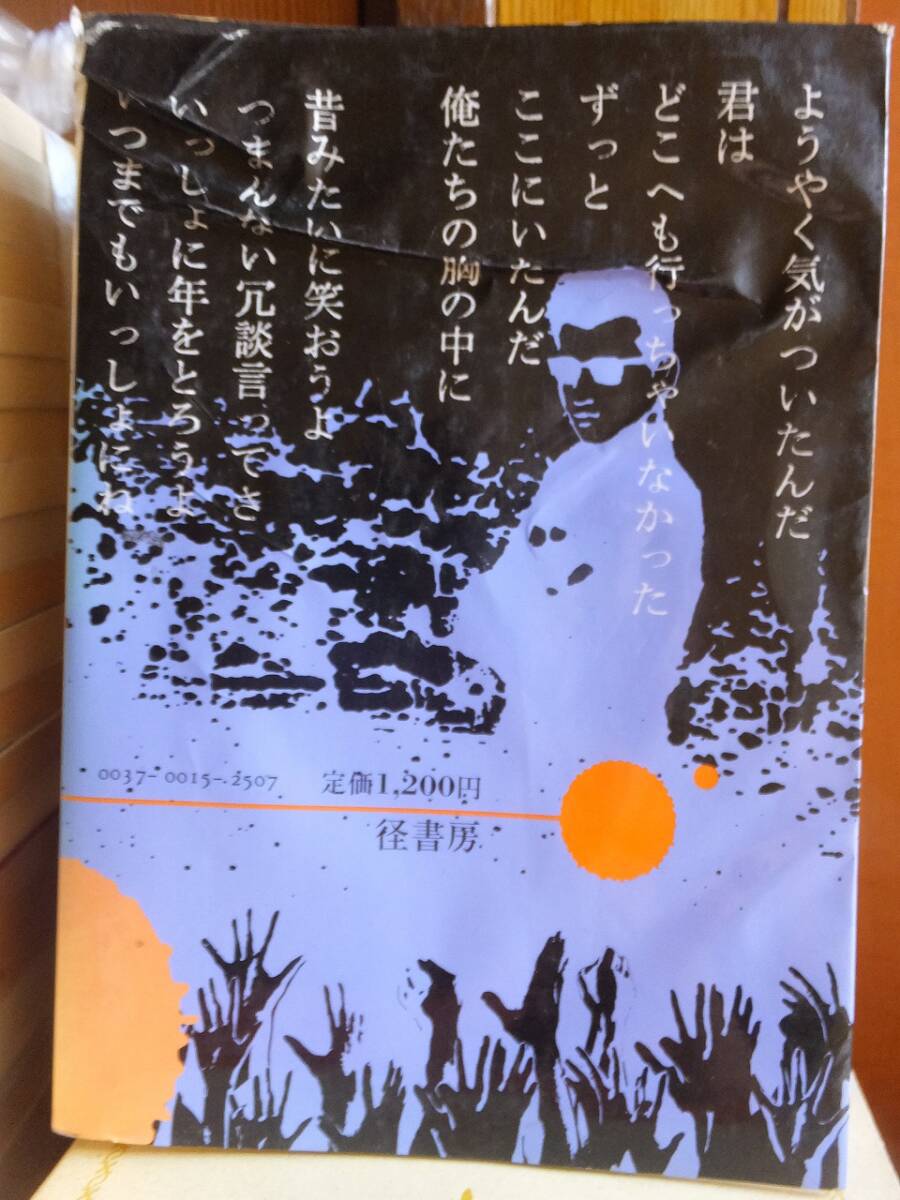 ようやく気がついたんだ
君は
どこへも行っちゃいなかった
ずっと
ここにいたんだ
俺たちの胸の中に
昔みたいに笑おうよ
つまんない冗談言ってさ
いっしょに年をとろうよ
いつまでもいっしょにね
0037-0015-2507
定価1,200円
径書房